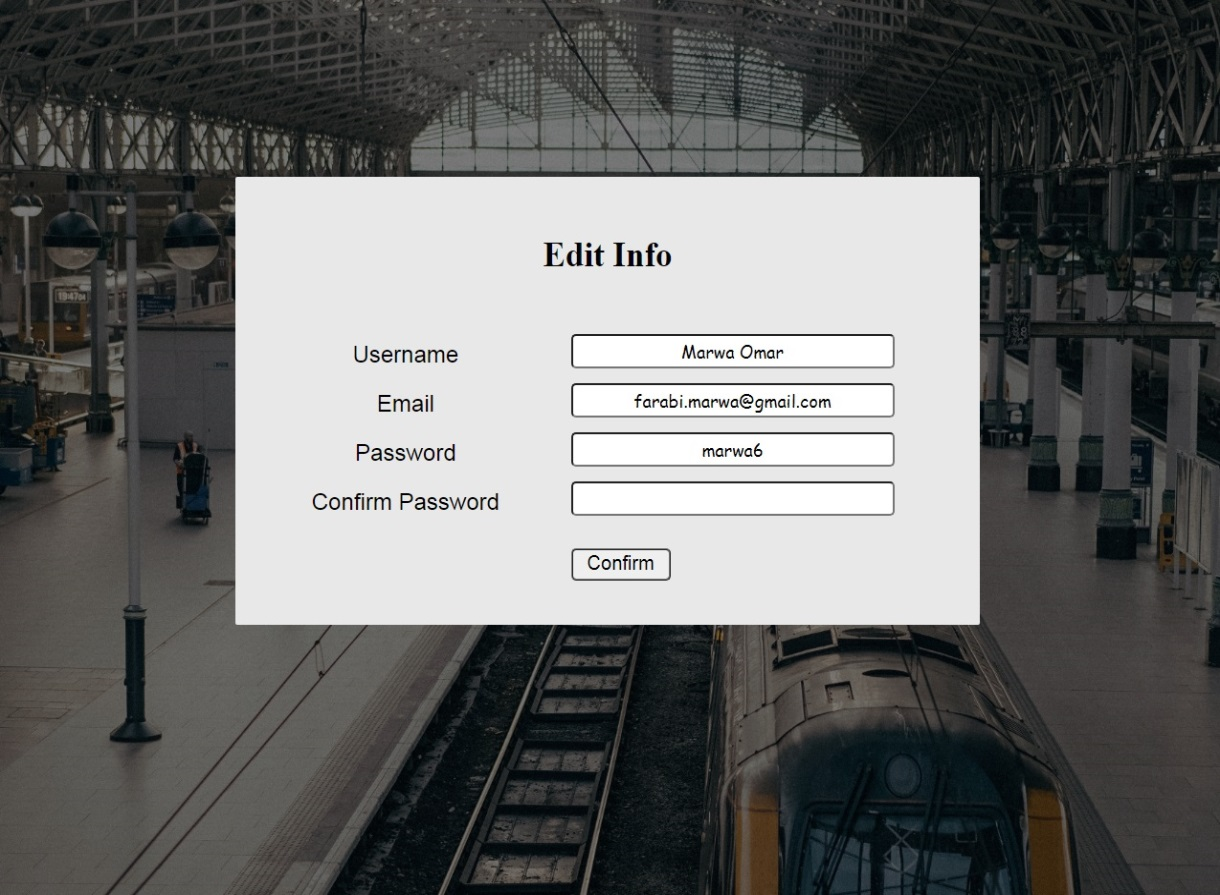 Edit Info
Username Marwa Omar
Email farabi.marwa@gmail.com
Password marwa6
Confirm Password
Confirm